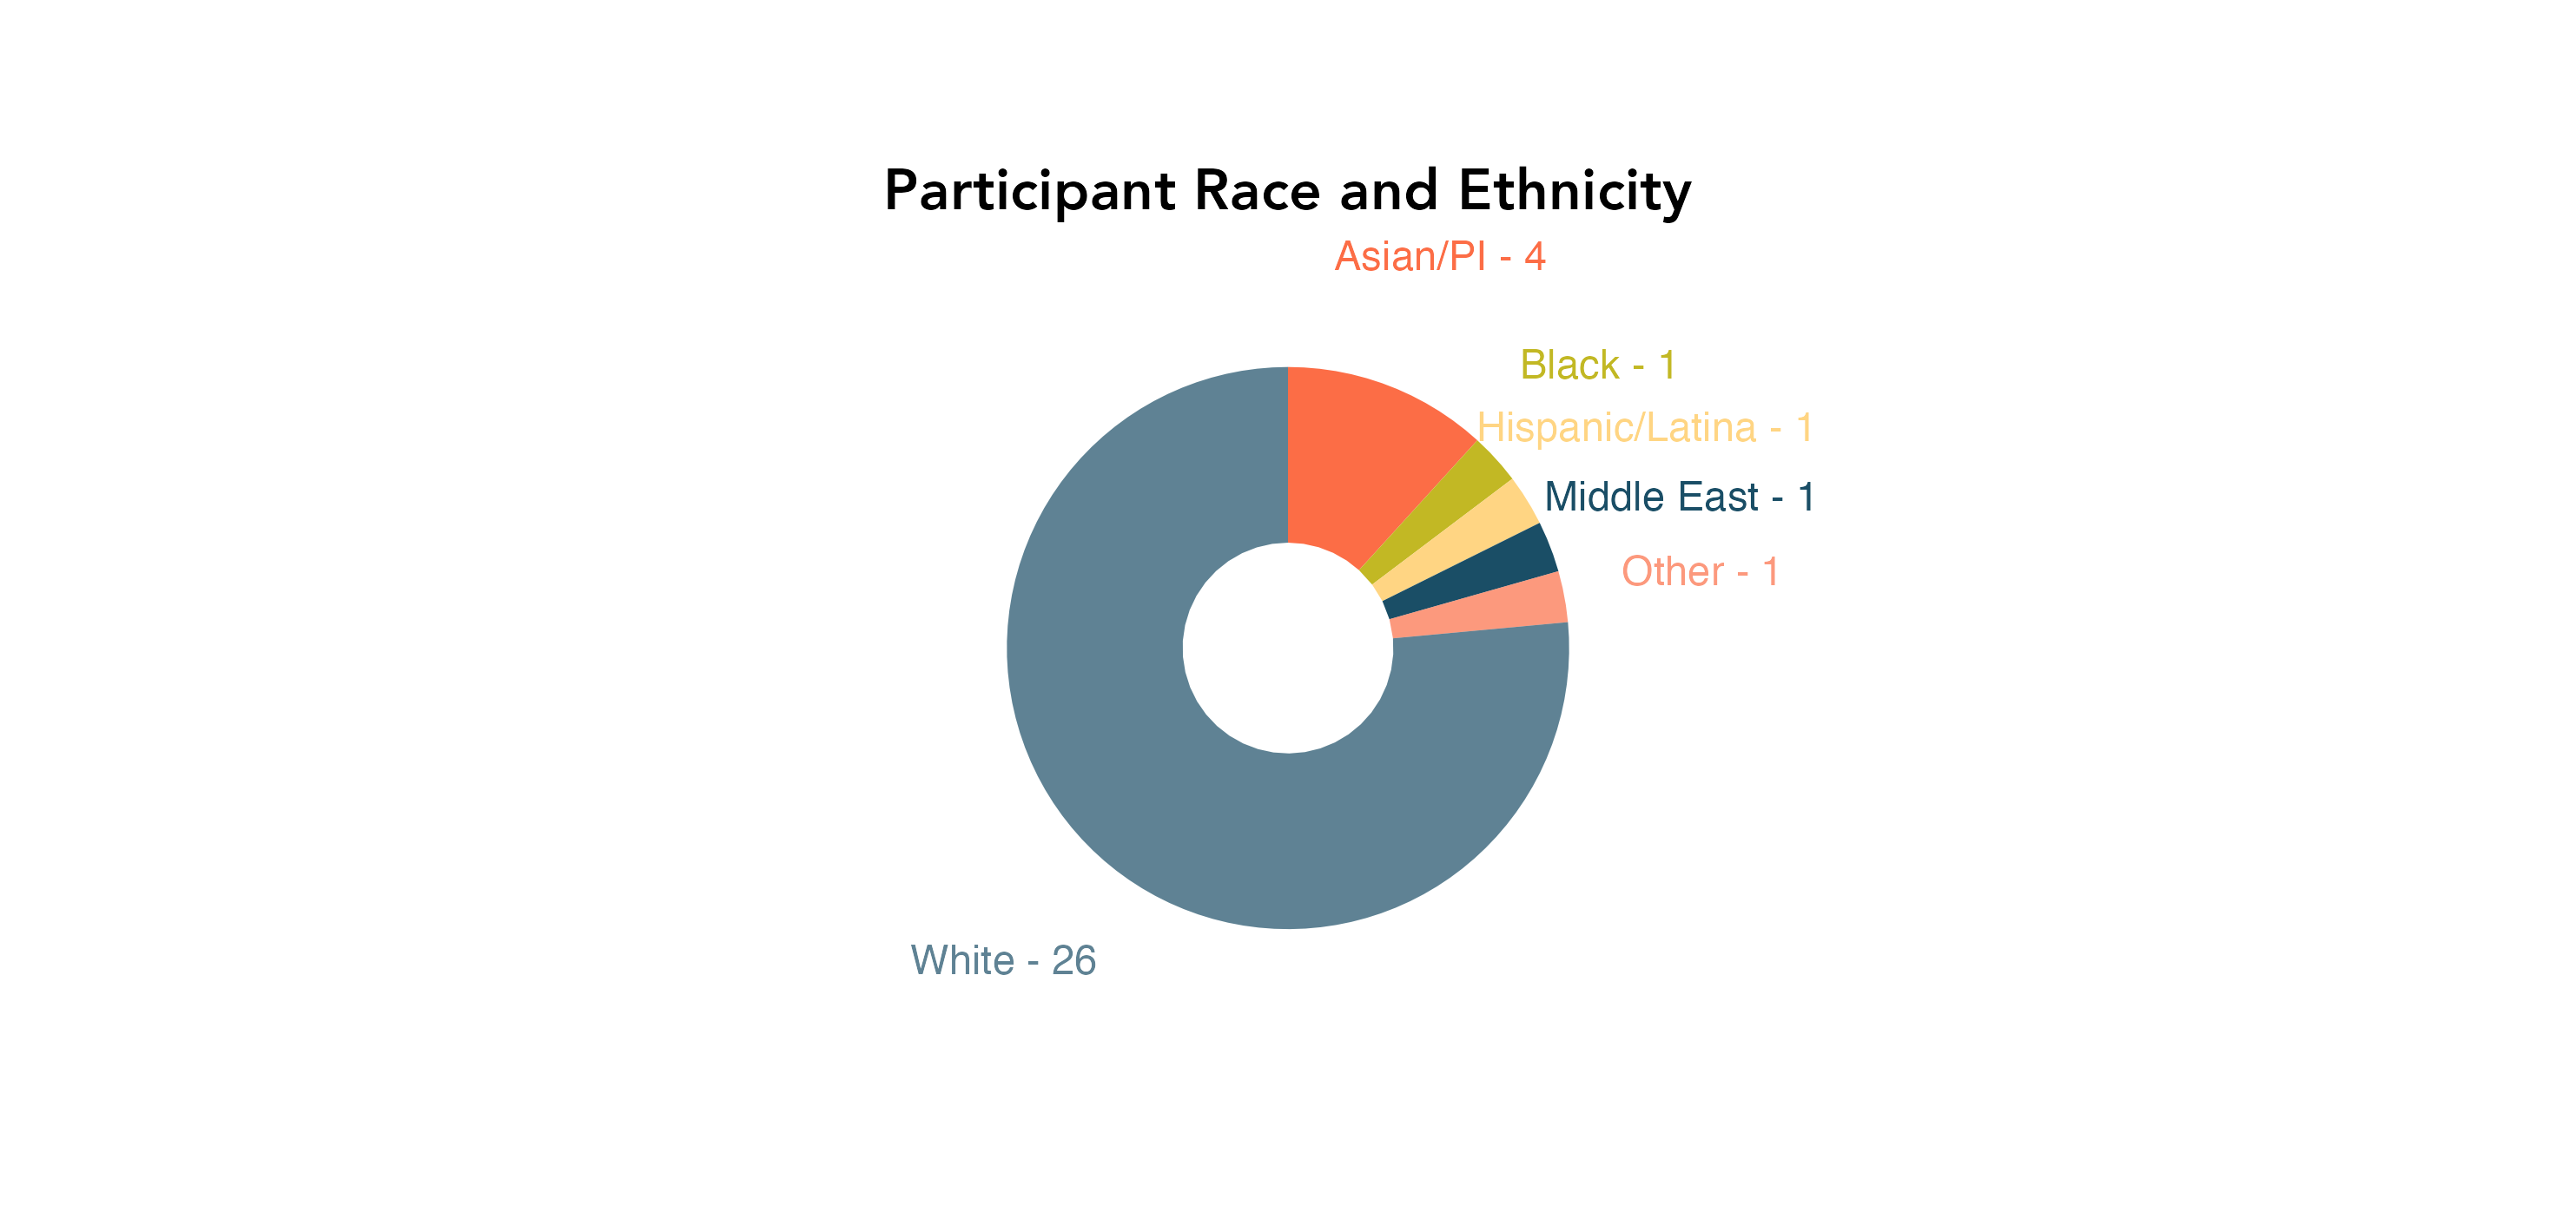 Participant Race and Ethnicity
Asian/PI - 4
Black - 1
Hispanic/Latina - 1
Middle East - 1
Other - 1
White - 26